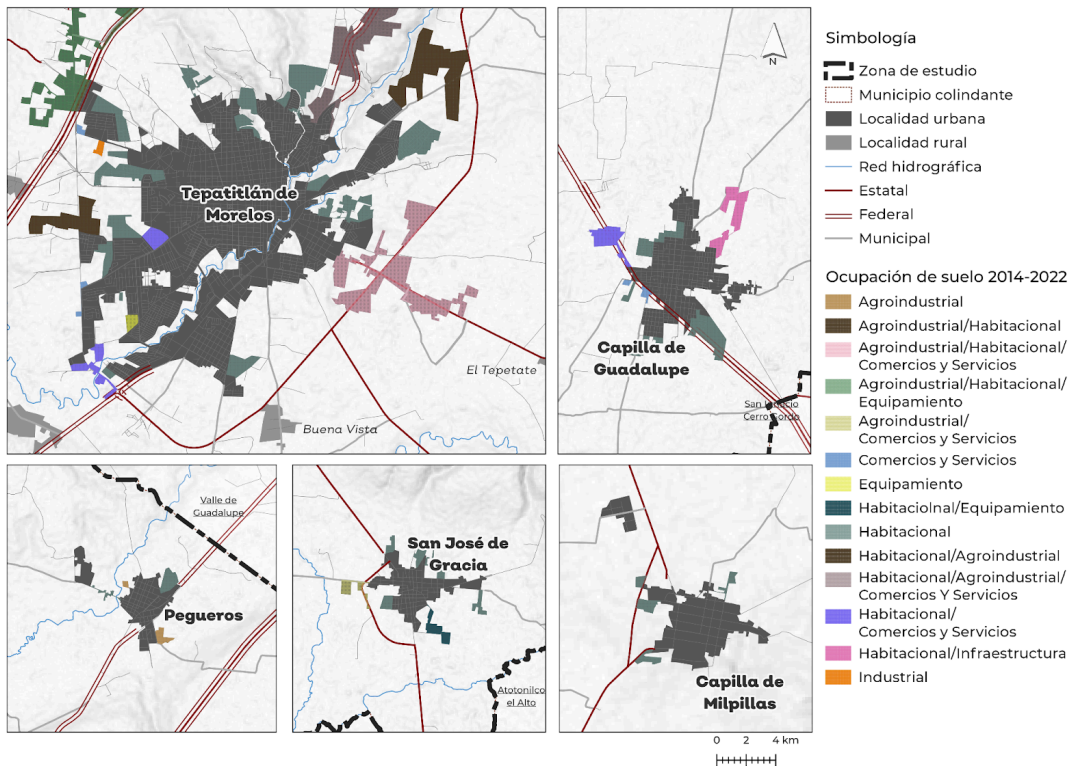 Tepatitlán de
Morelos
El Tepetate
Buena Vista
N
Capilla de
Guadalupe
San Ignacio
Cerro Gordo
Valle de
Guadalupe
Pegueros
San José de
Gracia
Atotonilco
el Alto
Capilla de
Milpillas
0 2 4 km
Simbología
Zona de estudio
Municipio colindante
Localidad urbana
Localidad rural
Red hidrográfica
Estatal
Federal
Municipal
Ocupación de suelo 2014-2022
Agroindustrial
Agroindustrial/Habitacional
Agroindustrial/Habitacional/
Comercios y Servicios
Agroindustrial/Habitacional/
Equipamiento
Agroindustrial/
Comercios y Servicios
Comercios y Servicios
Equipamiento
Habitaciolnal/Equipamiento
Habitacional
Habitacional/Agroindustrial
Habitacional/Agroindustrial/
Comercios Y Servicios
Habitacional/
Comercios y Servicios
Habitacional/Infraestructura
Industrial